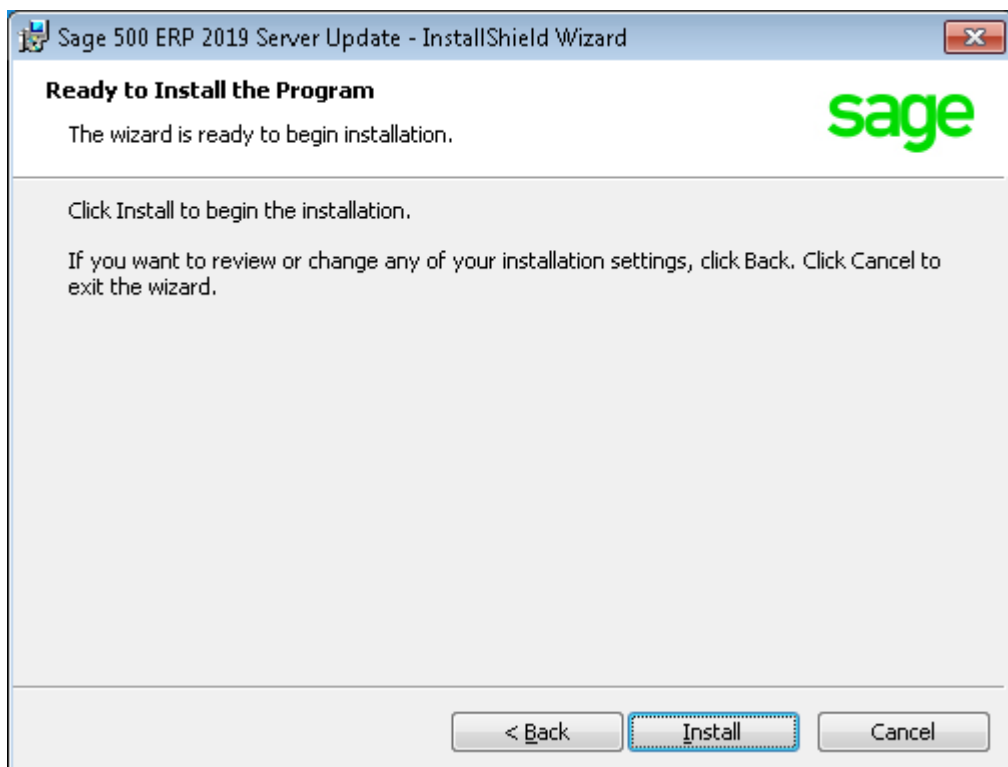 Sage 500 ERP 2019 Server Update - InstallShield Wizard
Ready to Install the Program
The wizard is ready to begin installation.
sage
Click Install to begin the installation.
If you want to review or change any of your installation settings, click Back. Click Cancel to
exit the wizard.
< Back
Install
Cancel